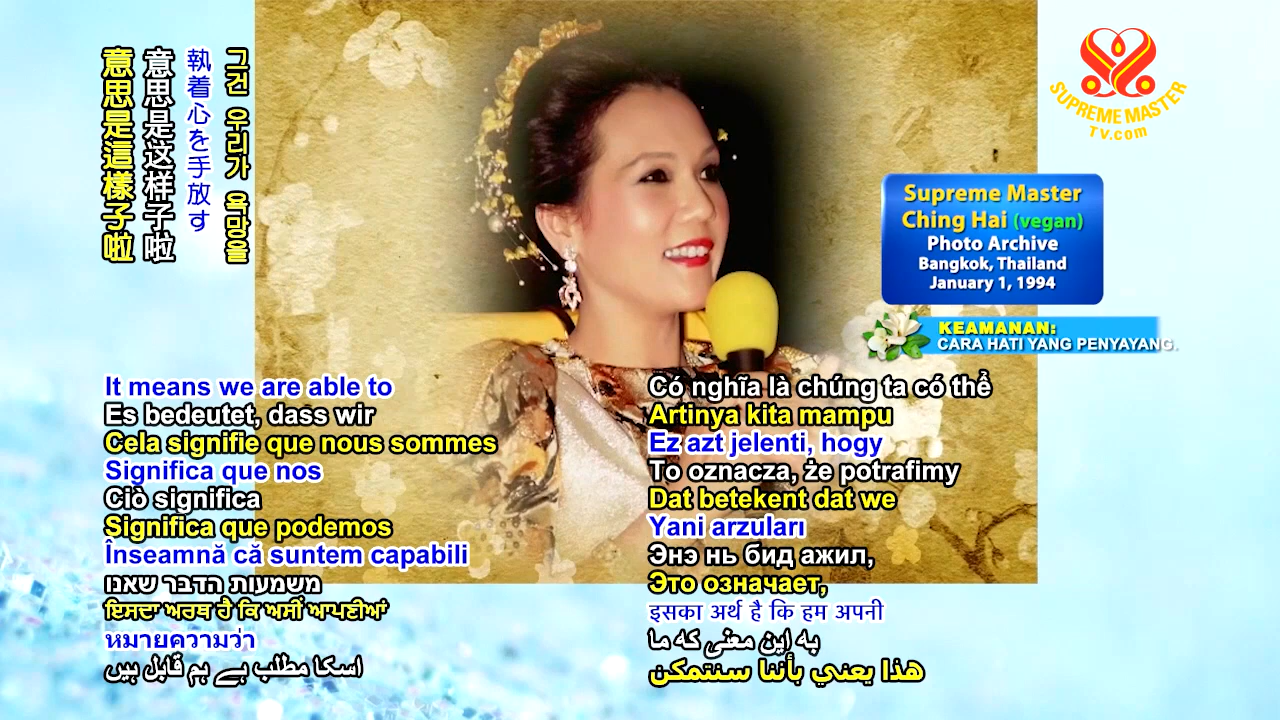 意思是這樣子啦
意思是这样子啦
執着心を手放す
그건 우리가 욕망을
SUPREME MASTER
TV.com
Supreme Master
Ching Hai (vegan)
Photo Archive
Bangkok, Thailand
January 1, 1994
KEAMANAN:
CARA HATI YANG PENYAYANG.
It means we are able to
Es bedeutet, dass wir
Cela signifie que nous sommes
Significa que nos
Ciò significa
Significa que podemos
Înseamnă că suntem capabili
משמעות הדבר שאנו
ਇਸਦਾ ਅਰਥ ਹੈ ਕਿ ਅਸੀਂ ਆਪਣੀਆਂ
หมายความว่า
اسکا مطلب ہے ہم قابل ہیں
Có nghĩa là chúng ta có thể
Artinya kita mampu
Ez azt jelenti, hogy
To oznacza, że potrafimy
Dat betekent dat we
Yani arzuları
Энэ нь бид ажил,
Это означает,
इसका अर्थ है कि हम अपनी
په این معنی که ما
هذا يعني بأننا سنتمكن